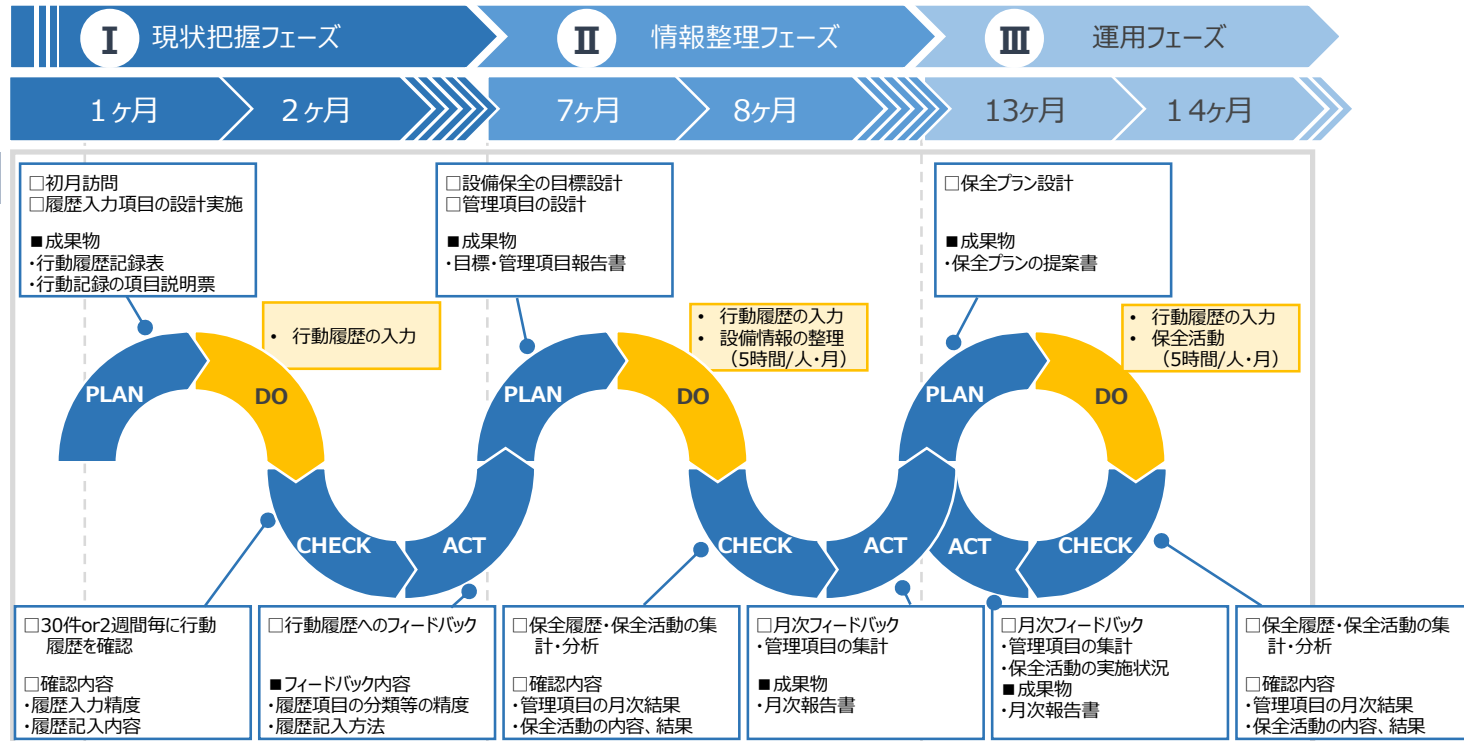 Ⅰ 現状把握フェーズ
Ⅱ 情報整理フェーズ
Ⅲ 運用フェーズ
1ヶ月
2ヶ月
7ヶ月
8ヶ月
13ヶ月
14ヶ月
□初月訪問
□履歴入力項目の設計実施
■成果物
・行動履歴記録表
・行動記録の項目説明票
□設備保全の目標設計
□管理項目の設計
■成果物
・目標・管理項目報告書
□保全プラン設計
■成果物
・保全プランの提案書
• 行動履歴の入力
• 行動履歴の入力
• 設備情報の整理
（5時間/人・月）
• 行動履歴の入力
• 保全活動
（5時間/人・月）
PLAN
DO
CHECK
ACT
PLAN
DO
CHECK
ACT
PLAN
DO
CHECK
ACT
□30件or2週間毎に行動
履歴を確認
□確認内容
・履歴入力精度
・履歴記入内容
□行動履歴へのフィードバック
■フィードバック内容
・履歴項目の分類等の精度
・履歴記入方法
□保全履歴・保全活動の集
計・分析
□確認内容
・管理項目の月次結果
・保全活動の内容、結果
□月次フィードバック
・管理項目の集計
■成果物
・月次報告書
□月次フィードバック
・管理項目の集計
・保全活動の実施状況
■成果物
・月次報告書
□保全履歴・保全活動の集
計・分析
□確認内容
・管理項目の月次結果
・保全活動の内容、結果